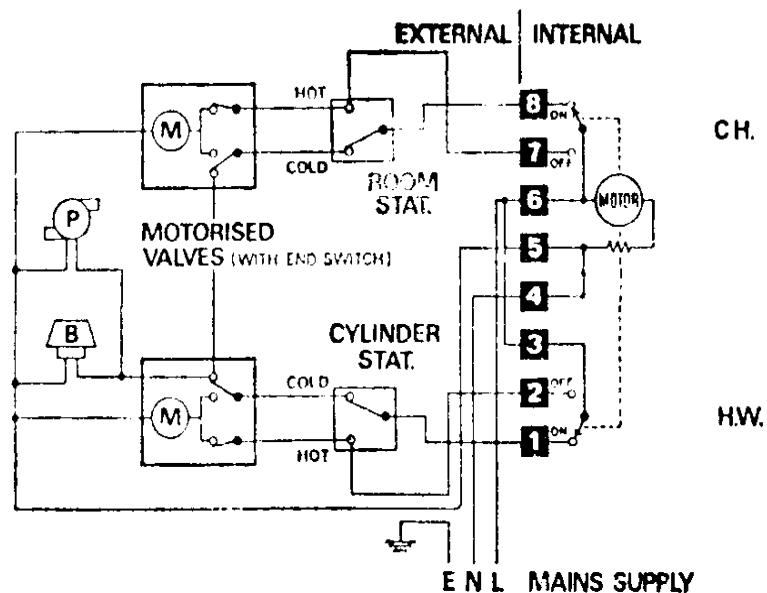 EXTERNAL INTERNAL
HOT
8
ON
M
CH.
COLD
7
OFF
ROOM
STAT.
6
MOTOR
P
MOTORISED
VALVES (WITH END SWITCH)
5
4
B
CYLINDER
STAT.
3
COLD
2
OFF
M
H.W.
1
ON
HOT
E N L MAINS SUPPLY